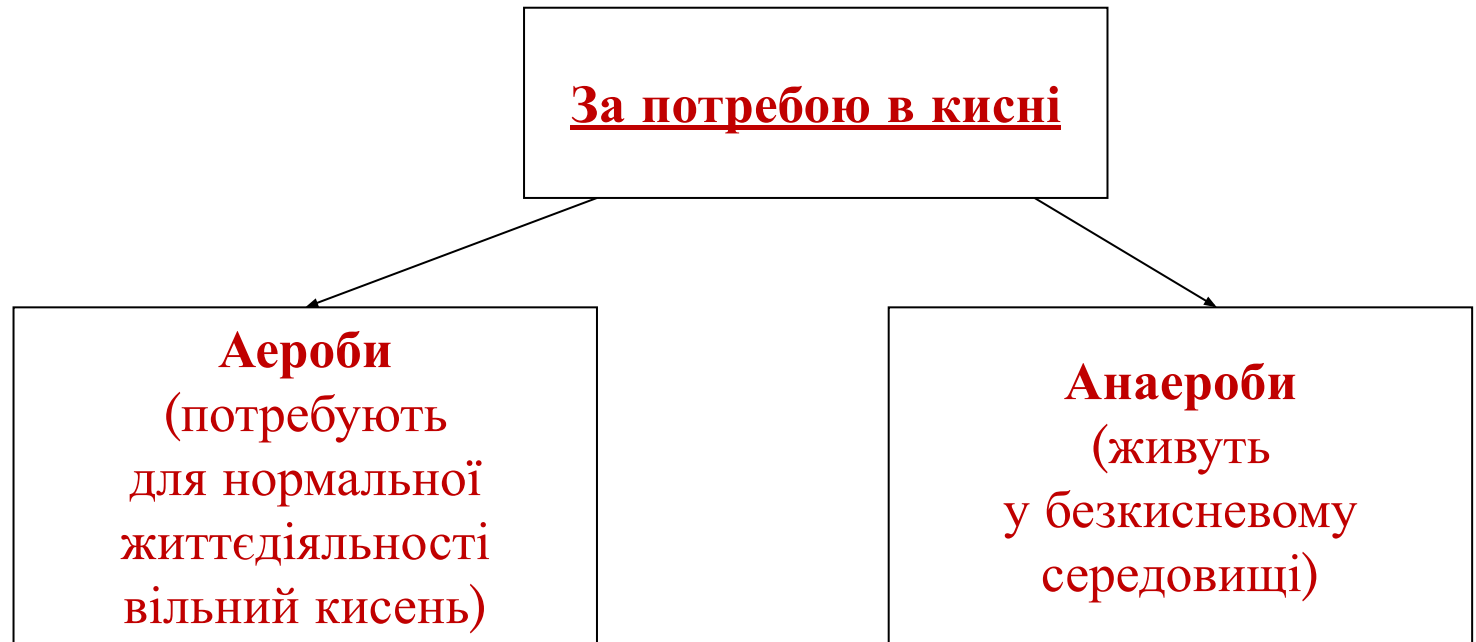 За потребою в кисні
Аероби
(потребують
для нормальної
життєдіяльності
вільний кисень)
Анаероби
(живуть
у безкисневому
середовищі)